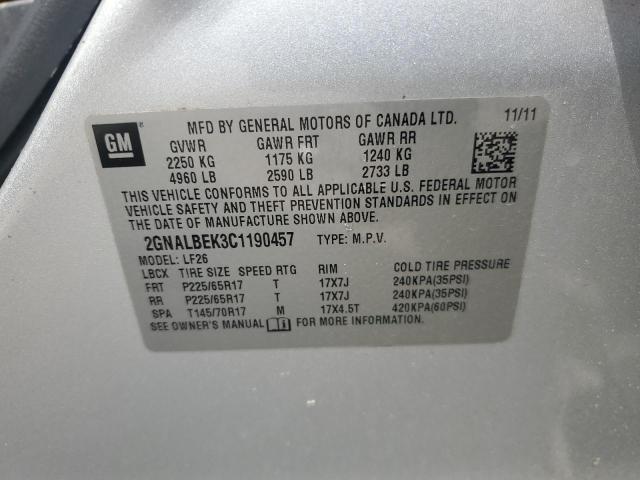 GM ®
MFD BY GENERAL MOTORS OF CANADA LTD. 11/11
GVWR GAWR FRT GAWR RR
2250 KG 1175 KG 1240 KG
4960 LB 2590 LB 2733 LB
THIS VEHICLE CONFORMS TO ALL APPLICABLE U.S. FEDERAL MOTOR
VEHICLE SAFETY AND THEFT PREVENTION STANDARDS IN EFFECT ON
THE DATE OF MANUFACTURE SHOWN ABOVE.
2GNALBEK3C1190457 TYPE: M.P.V.
MODEL: LF26
LBCX TIRE SIZE SPEED RTG RIM COLD TIRE PRESSURE
FRT P225/65R17 T 17X7J 240KPA(35PSI)
RR P225/65R17 T 17X7J 240KPA(35PSI)
SPA T145/70R17 M 17X4.5T 420KPA(60PSI)
SEE OWNER'S MANUAL FOR MORE INFORMATION.